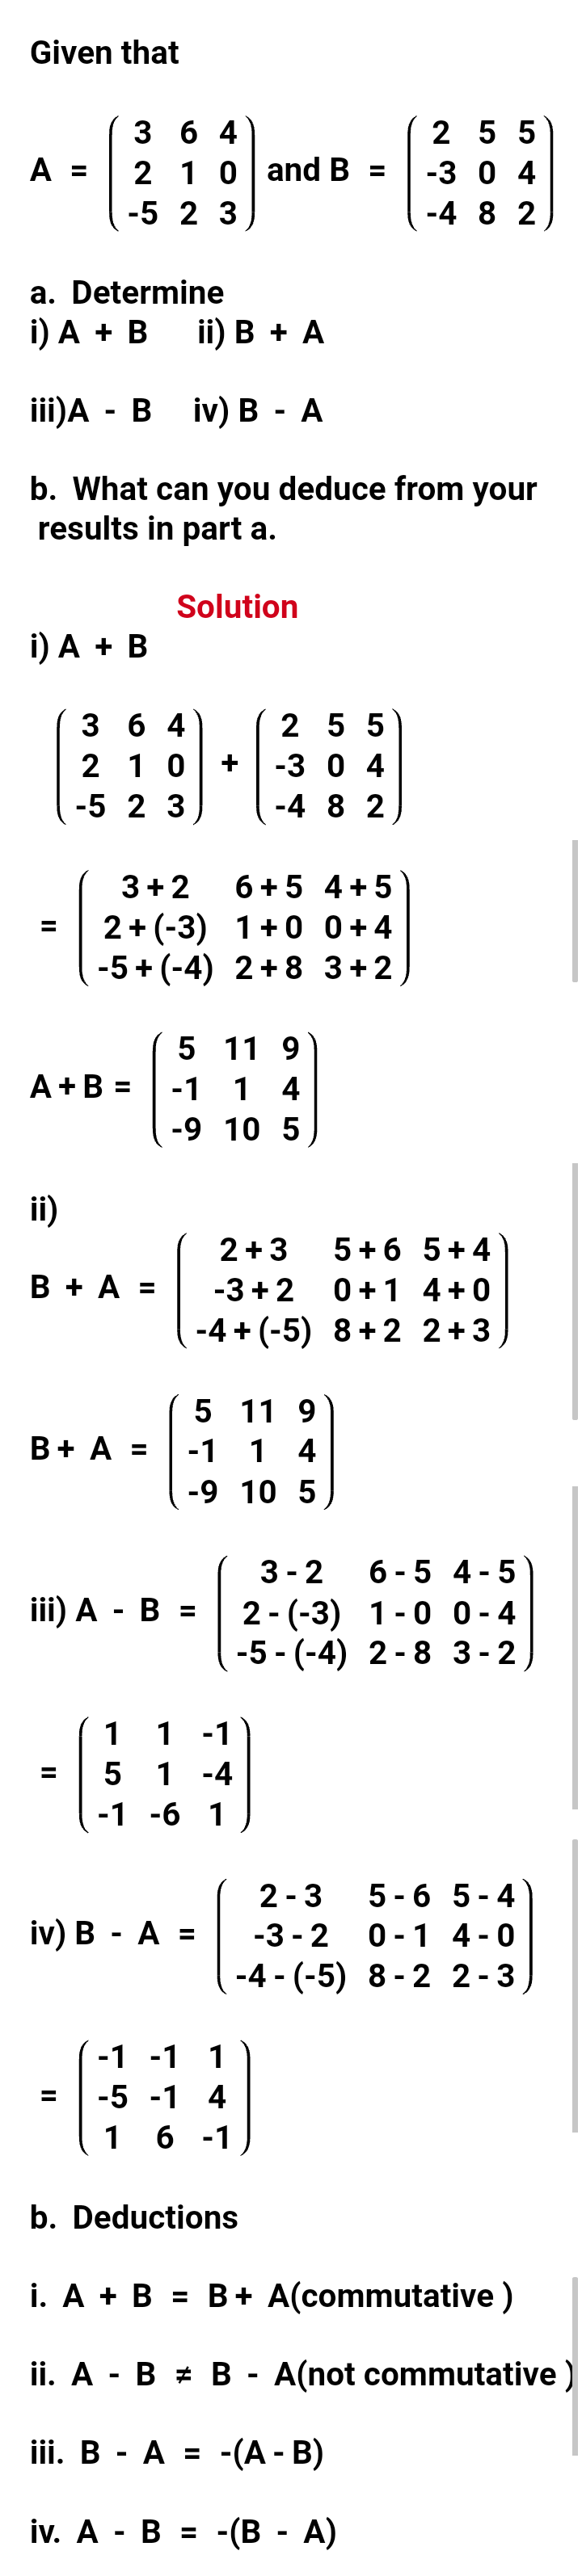 Given that
3 6 4
2 5 5
A = 2 1 0 and B = -3 0 4
-5 2 3
-4 8 2
a. Determine
i) A + B ii) B + A
iii)A - B iv) B - A
b. What can you deduce from your
results in part a.
Solution
i) A + B
3 6 4 2 5 5
2 1 0 + -3 0 4
-5 2 3 -4 8 2
3+2 6+5 4+5
= 2+(-3) 1+0 0+4
-5+(-4) 2+8 3+2
5 11 9
A+B= -1 1 4
-9 10 5
ii)
2+3 5+6 5+4
B + A = -3+2 0+1 4+0
-4+(-5) 8+2 2+3
5 11 9
B+ A = -1 1 4
-9 10 5
3-2 6-5 4-5
iii) A - B = 2-(-3) 1-0 0-4
-5-(-4) 2-8 3-2
1 1 -1
= 5 1 -4
-1 -6 1
2-3 5-6 5-4
iv) B - A = -3-2 0-1 4-0
-4-(-5) 8-2 2-3
-1 -1 1
= -5 -1 4
1 6 -1
b. Deductions
i. A + B = B+ A(commutative )
ii. A - B ≠ B - A(not commutative )
iii. B - A = -(A-B)
iv. A - B = -(B - A)